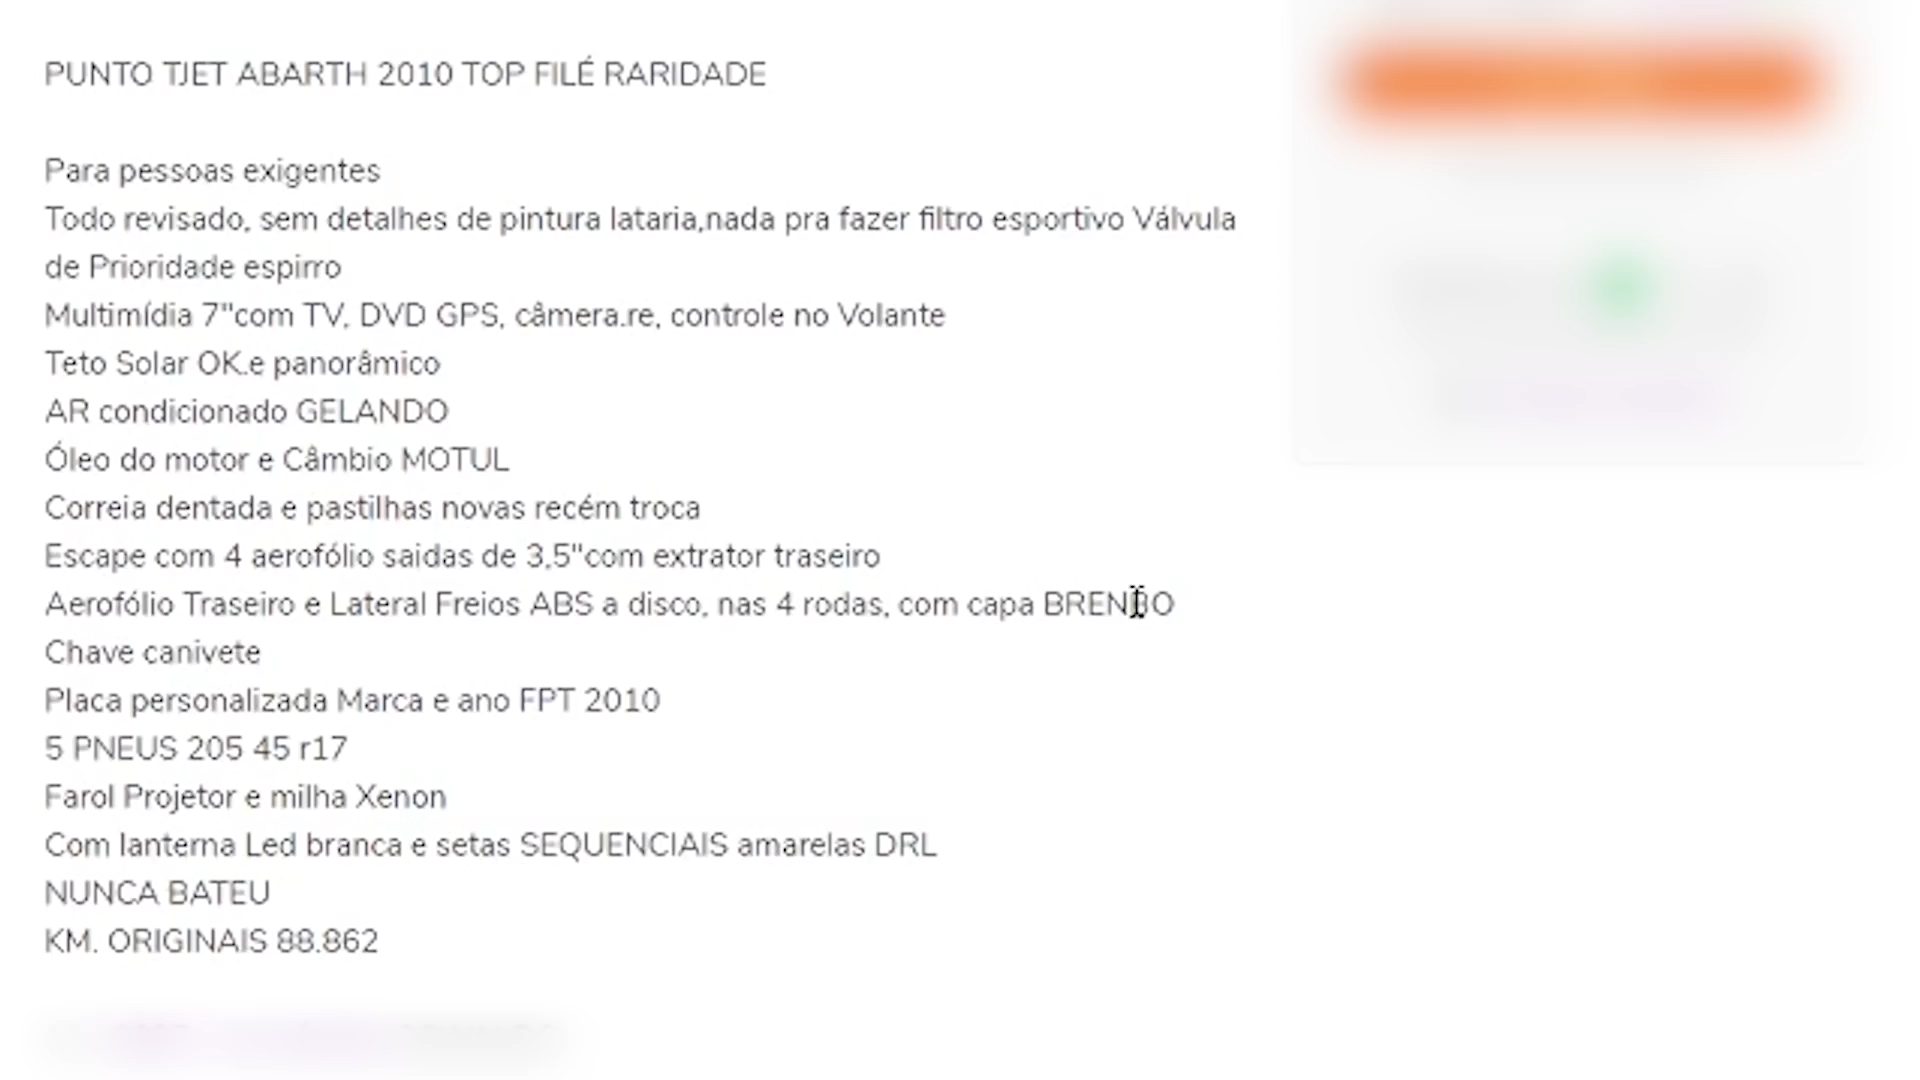 PUNTO TJET ABARTH 2010 TOP FILÉ RARIDADE
Para pessoas exigentes
Todo revisado, sem detalhes de pintura lataria,nada pra fazer filtro esportivo Válvula
de Prioridade espirro
Multimídia 7"com TV, DVD GPS, câmera.re, controle no Volante
Teto Solar OK.e panorâmico
AR condicionado GELANDO
Óleo do motor e Câmbio MOTUL
Correia dentada e pastilhas novas recém troca
Escape com 4 aerofólio saidas de 3,5"com extrator traseiro
Aerofólio Traseiro e Lateral Freios ABS a disco, nas 4 rodas, com capa BRENBO
Chave canivete
Placa personalizada Marca e ano FPT 2010
5 PNEUS 205 45 r17
Farol Projetor e milha Xenon
Com lanterna Led branca e setas SEQUENCIAIS amarelas DRL
NUNCA BATEU
KM. ORIGINAIS 88.862